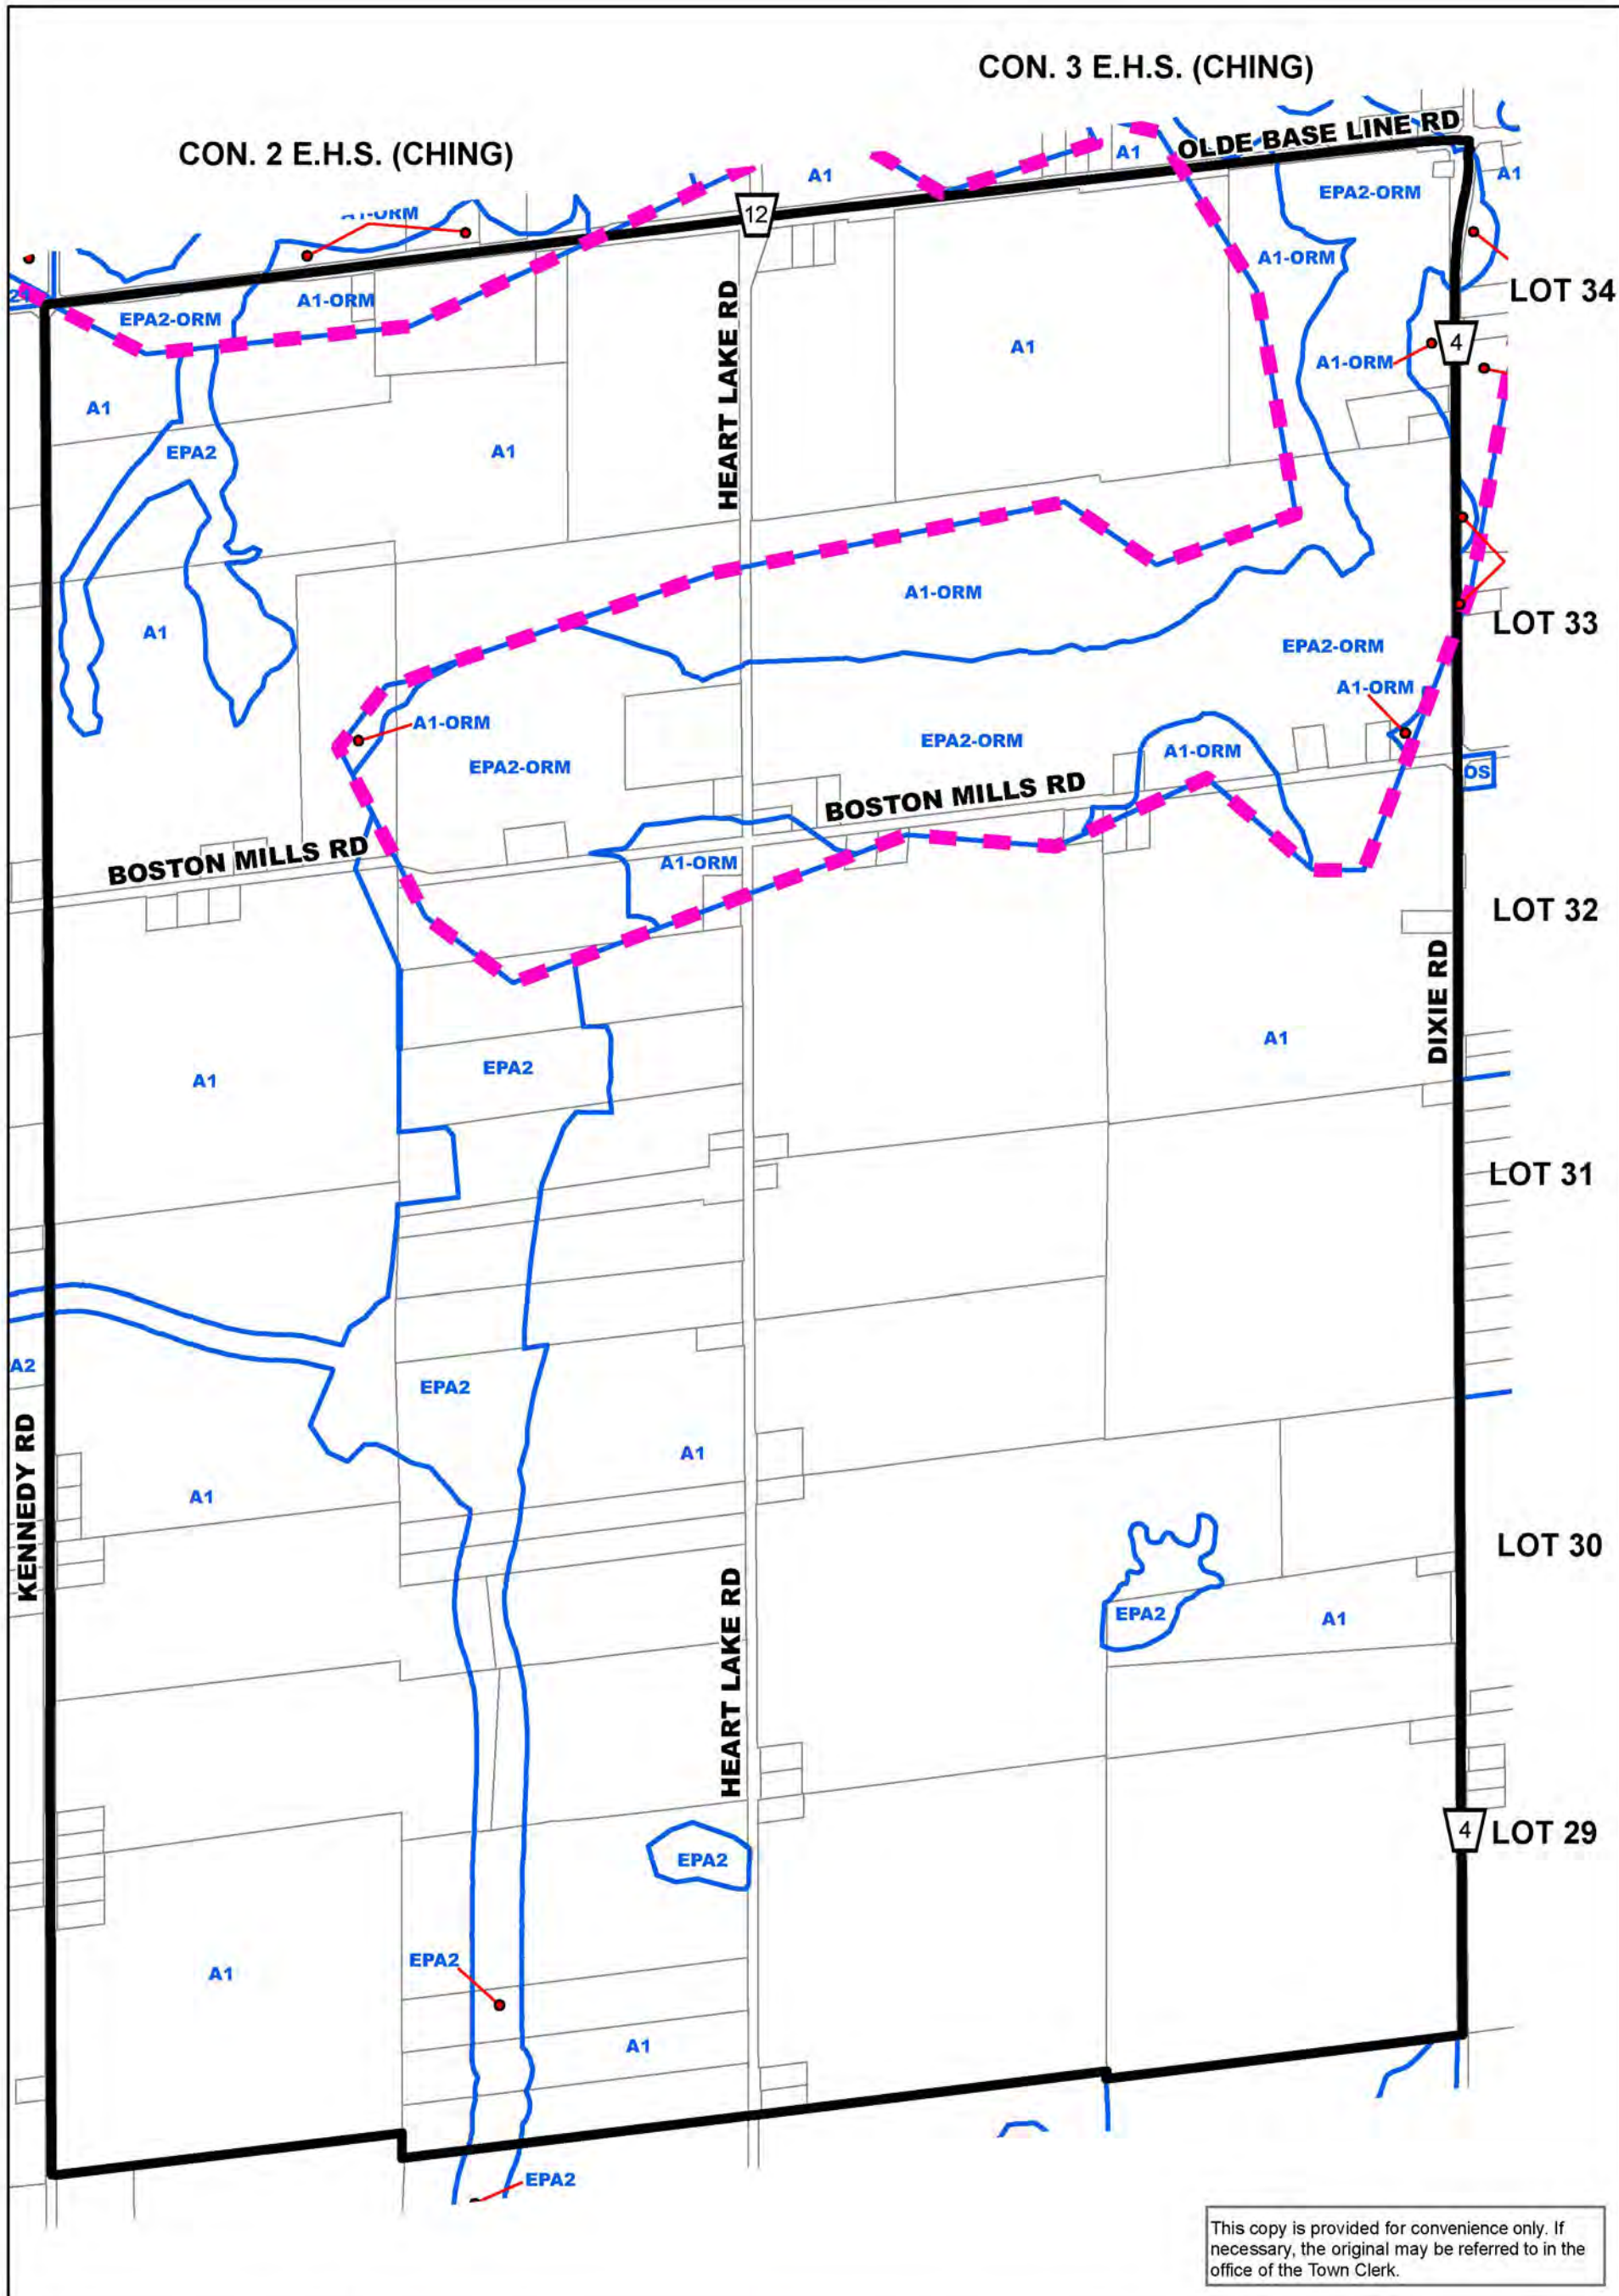 CON. 3 E.H.S. (CHING)
CON. 2 E.H.S. (CHING)
OLDE BASE LINE RD
A1
A1
A1
EPA2-ORM
12
A1-ORM
A1-ORM
LOT 34
A1-ORM
EPA2-ORM
4
HEART LAKE RD
A1
A1-ORM
A1
A1
EPA2
A1-ORM
LOT 33
A1
EPA2-ORM
A1-ORM
A1-ORM
EPA2-ORM
A1-ORM
EPA2-ORM
OS
BOSTON MILLS RD
BOSTON MILLS RD
A1-ORM
LOT 32
DIXIE RD
A1
EPA2
A1
LOT 31
A2
EPA2
KENNEDY RD
A1
A1
LOT 30
HEART LAKE RD
EPA2
A1
4
LOT 29
EPA2
EPA2
A1
A1
EPA2
This copy is provided for convenience only. If
necessary, the original may be referred to in the
office of the Town Clerk.